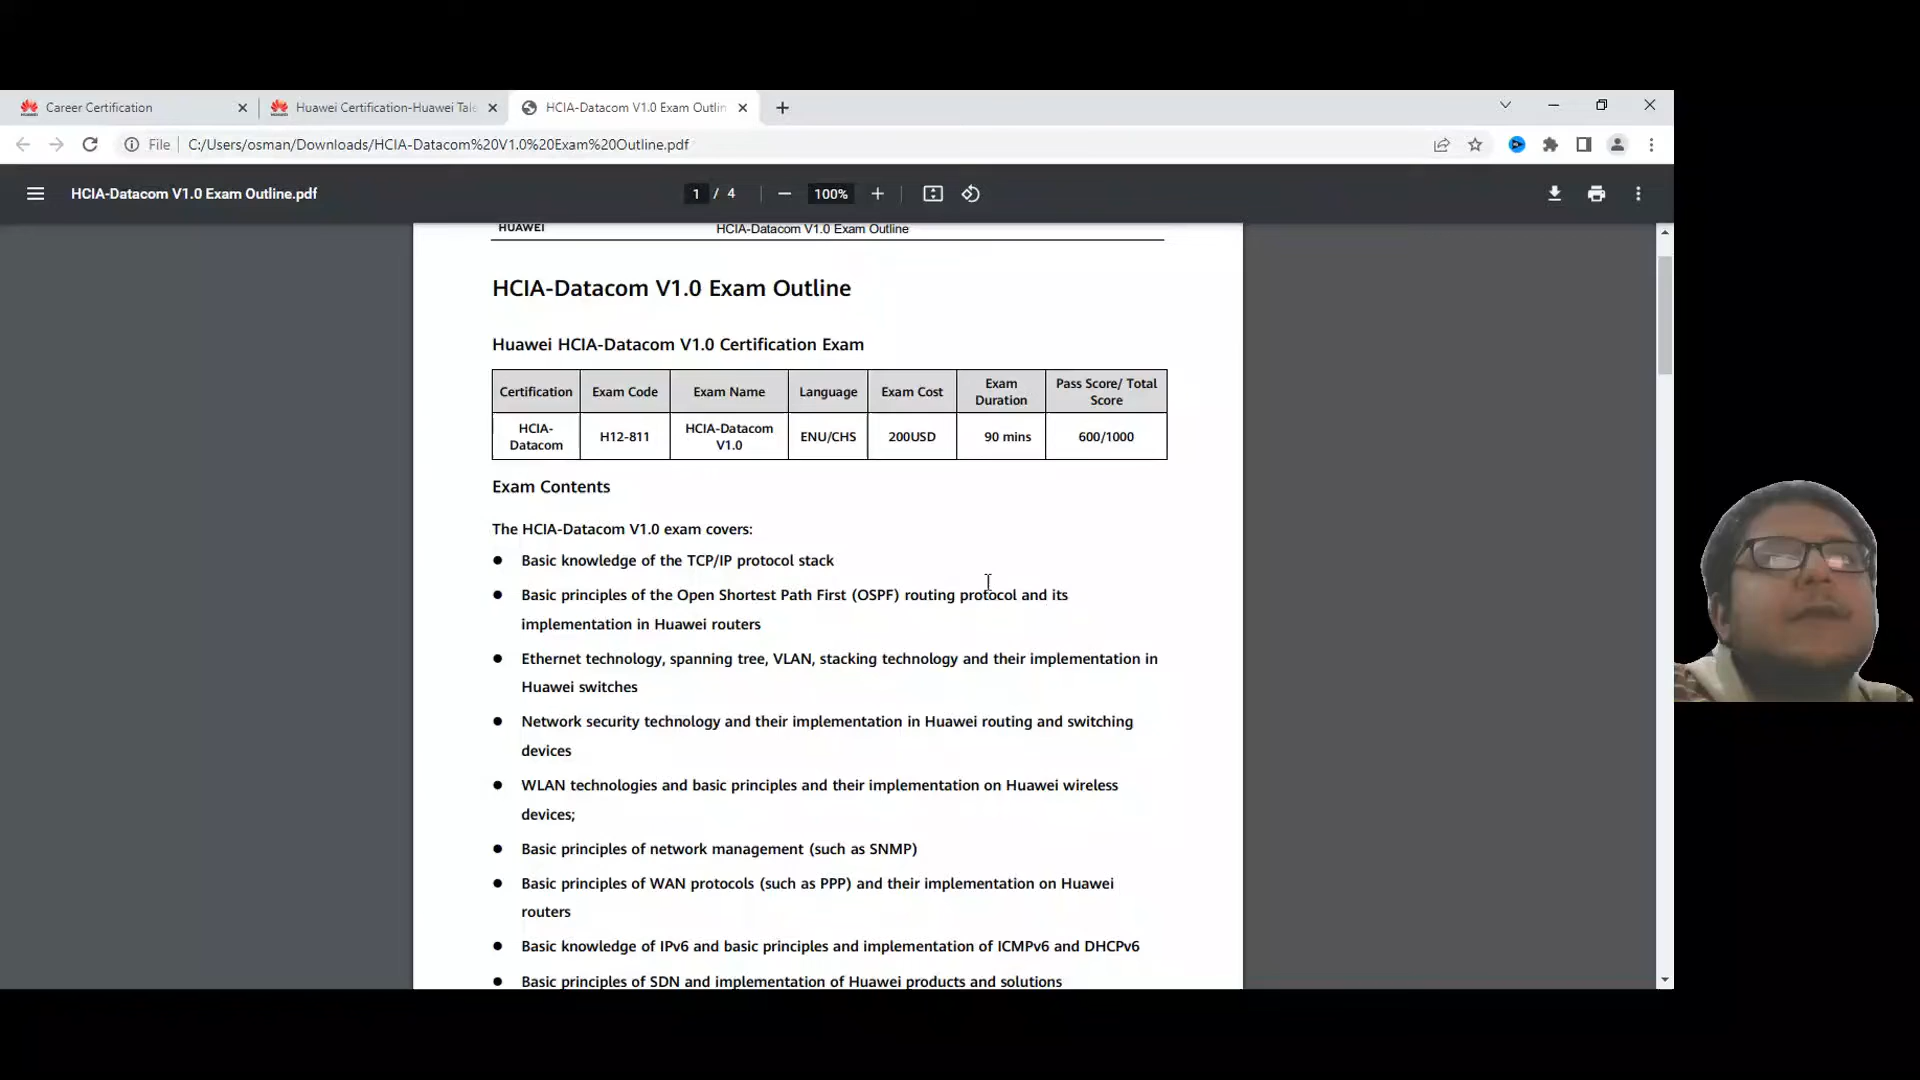 Career Certification
Huawei Certification-Huawei Tale
HCIA-Datacom V1.0 Exam Outlin
File
C:/Users/osman/Downloads/HCIA-Datacom%20V1.0%20Exam%20Outline.pdf
HCIA-Datacom V1.0 Exam Outline.pdf
1 / 4
100%
HUAWEI
HCIA-Datacom V1.0 Exam Outline
HCIA-Datacom V1.0 Exam Outline
Huawei HCIA-Datacom V1.0 Certification Exam
Certification Exam Code Exam Name Language Exam Cost Exam Duration Pass Score/ Total Score
HCIA-Datacom H12-811 HCIA-Datacom V1.0 ENU/CHS 200USD 90 mins 600/1000
Exam Contents
The HCIA-Datacom V1.0 exam covers:
● Basic knowledge of the TCP/IP protocol stack
● Basic principles of the Open Shortest Path First (OSPF) routing protocol and its
implementation in Huawei routers
● Ethernet technology, spanning tree, VLAN, stacking technology and their implementation in
Huawei switches
● Network security technology and their implementation in Huawei routing and switching
devices
● WLAN technologies and basic principles and their implementation on Huawei wireless
devices;
● Basic principles of network management (such as SNMP)
● Basic principles of WAN protocols (such as PPP) and their implementation on Huawei
routers
● Basic knowledge of IPv6 and basic principles and implementation of ICMPv6 and DHCPv6
● Basic principles of SDN and implementation of Huawei products and solutions